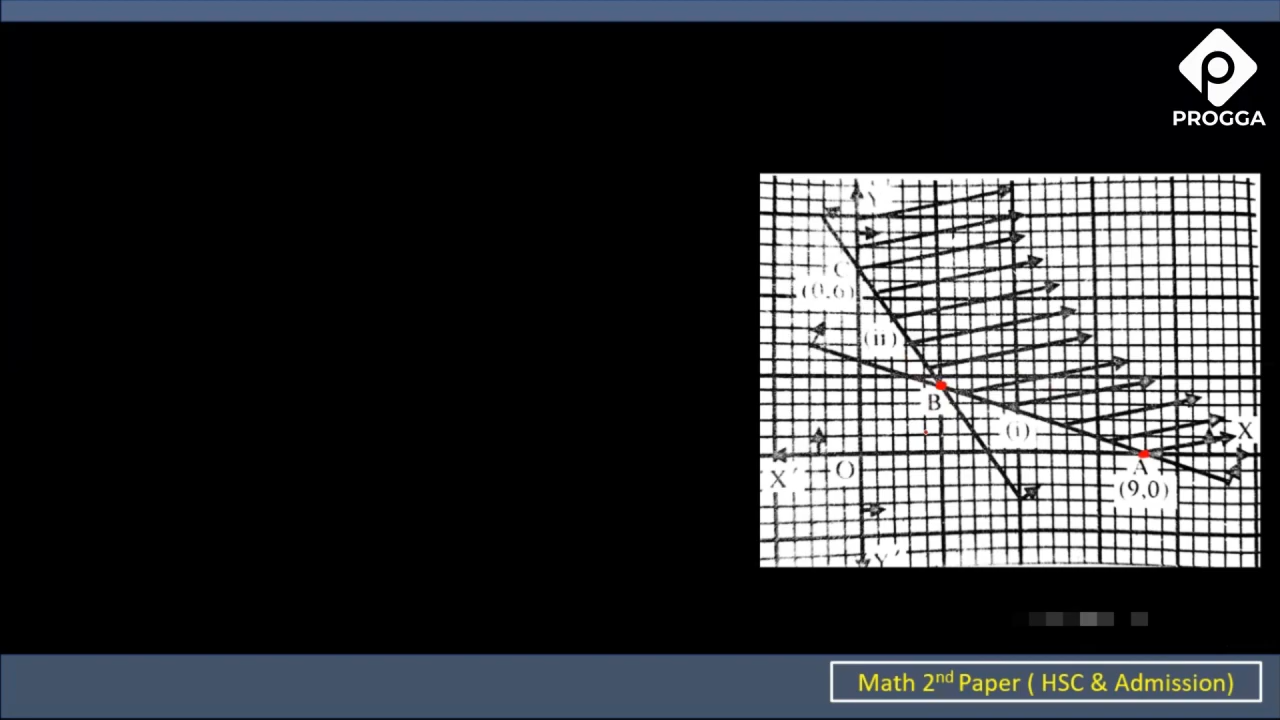 PROGGA
Y
C
(0,6)
(ii)
B
(i)
X
X′
O
A
(9,0)
Y′
Math 2nd Paper ( HSC & Admission)